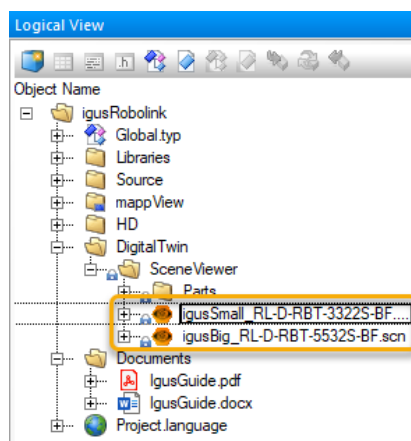 Logical View
Object Name
igusRobolink
Global.typ
Libraries
Source
mappView
HD
DigitalTwin
SceneViewer
Parts
igusSmall_RL-D-RBT-3322S-BF....
igusBig_RL-D-RBT-5532S-BF.scn
Documents
IgusGuide.pdf
IgusGuide.docx
Project.language